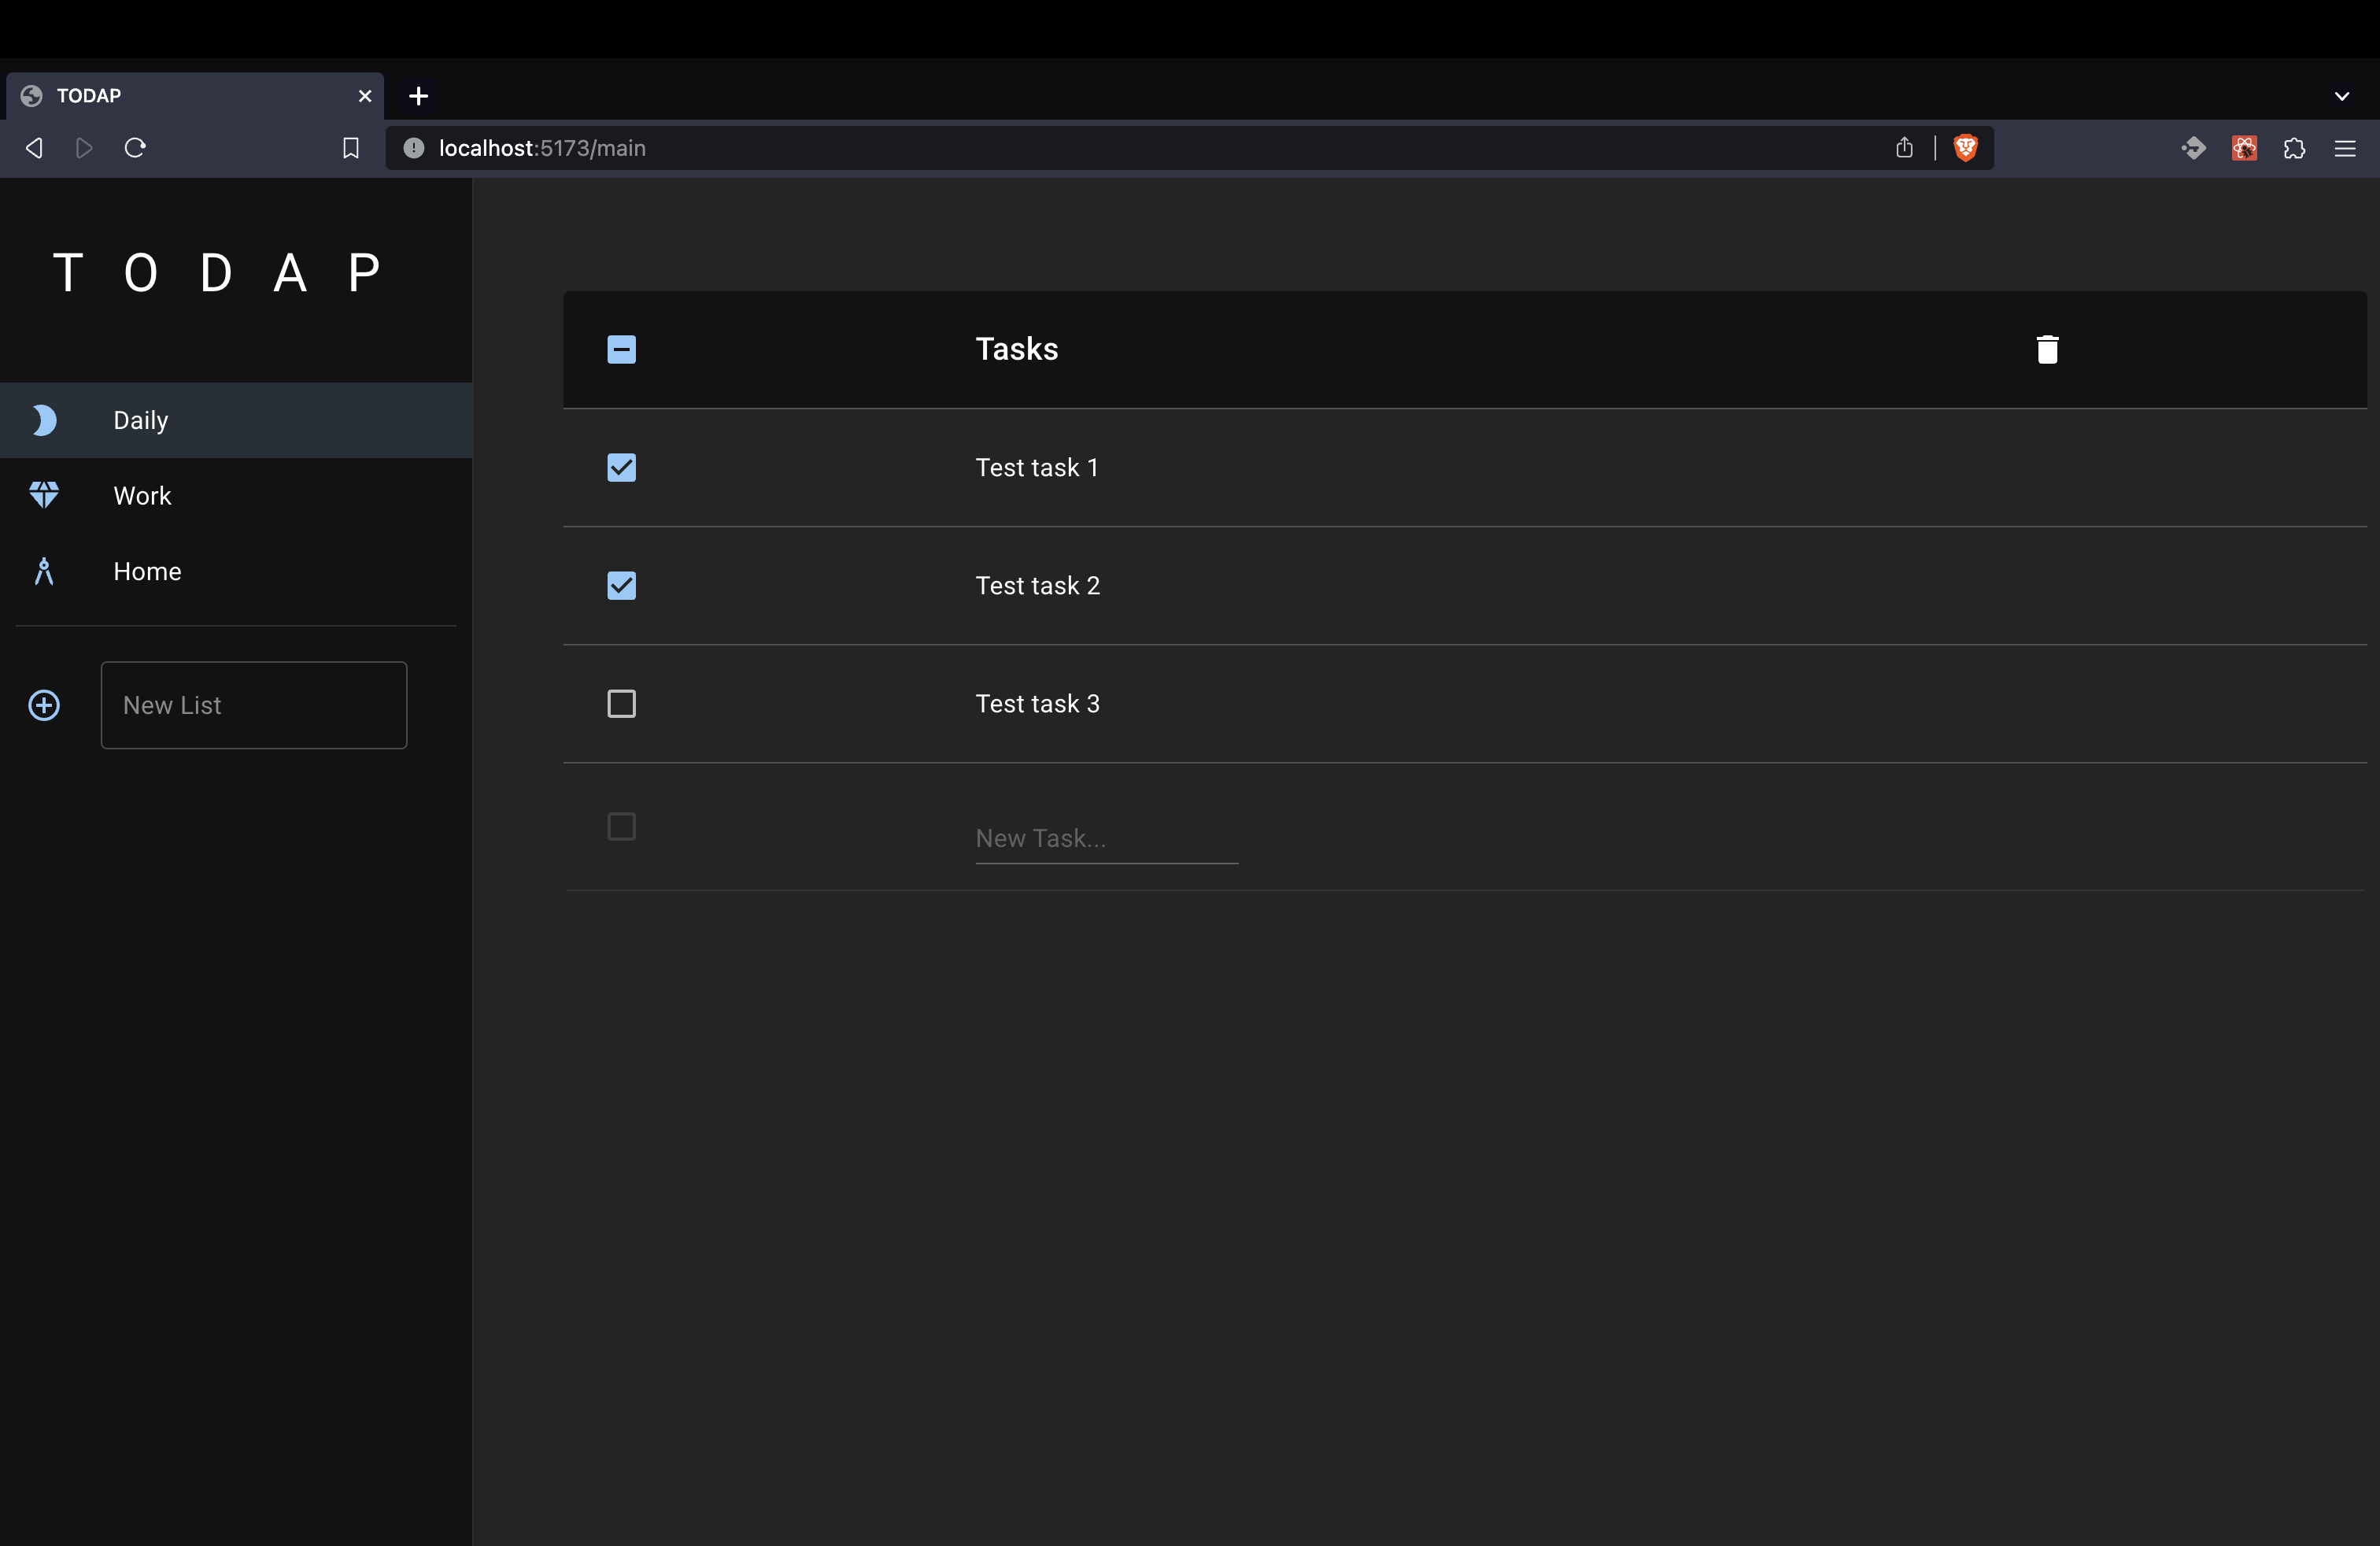 TODAP
localhost:5173/main
T O D A P
Daily
Work
Home
New List
Tasks
Test task 1
Test task 2
Test task 3
New Task...